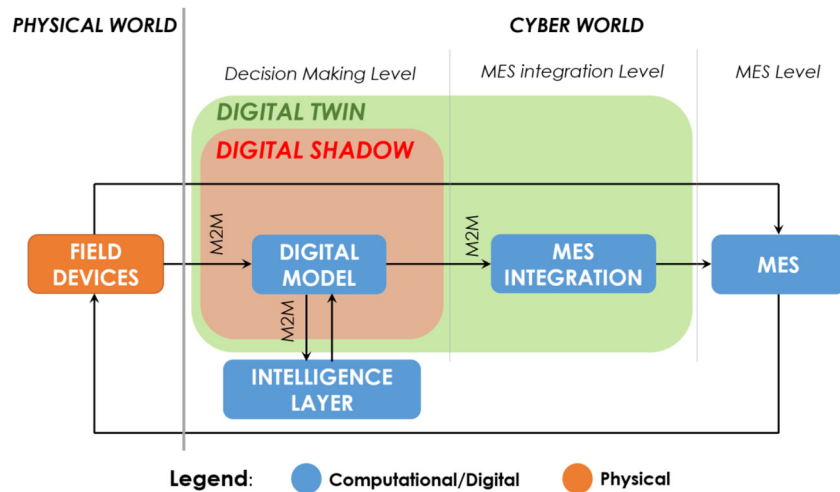 PHYSICAL WORLD
CYBER WORLD
Decision Making Level
MES integration Level
MES Level
DIGITAL TWIN
DIGITAL SHADOW
M2M
M2M
FIELD
DEVICES
DIGITAL
MODEL
MES
INTEGRATION
MES
M2M
INTELLIGENCE
LAYER
Legend:
Computational/Digital
Physical